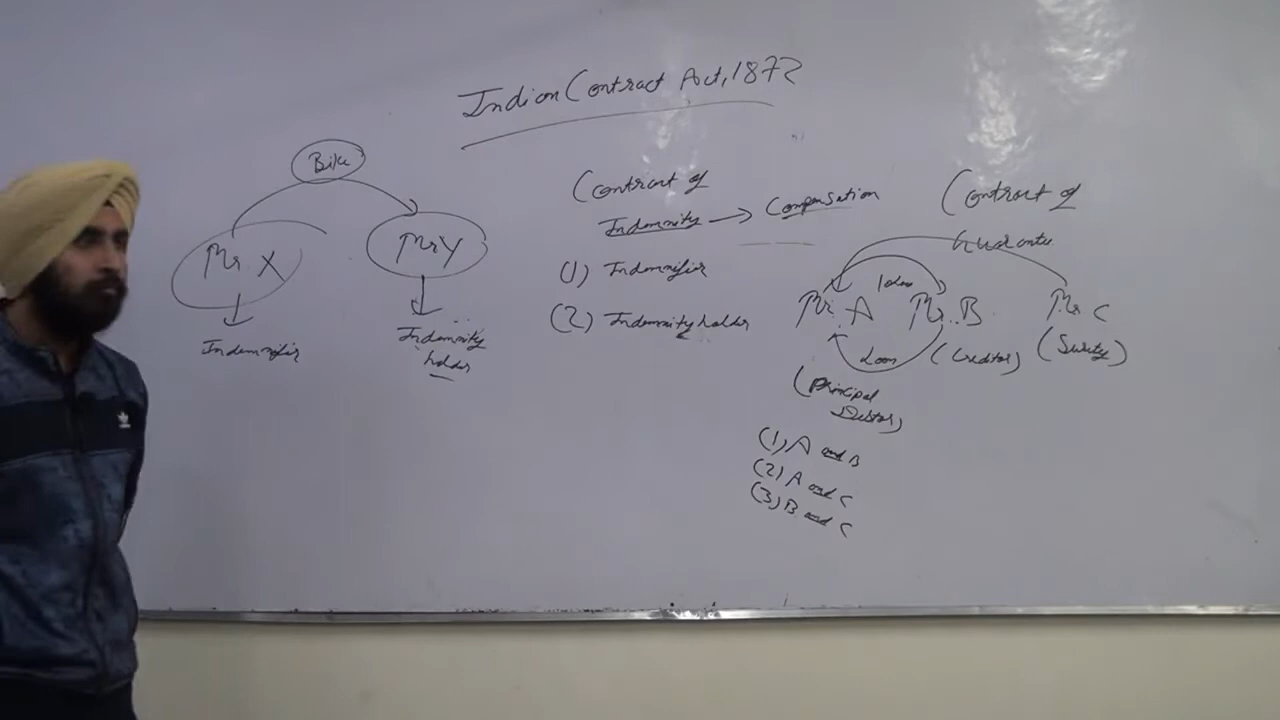 Indian Contract Act, 1872
Bike
Mr X
Mr Y
Indemnifier
Indemnity
holder
Contract of
Indemnity → Compensation
(1) Indemnifier
(2) Indemnity holder
Contract of
Guarantee
Mr. A
Mr. B
Mr C
Loan
(Principal
Debtor)
(Creditor)
(Surety)
(1) A and B
(2) A and C
(3) B and C